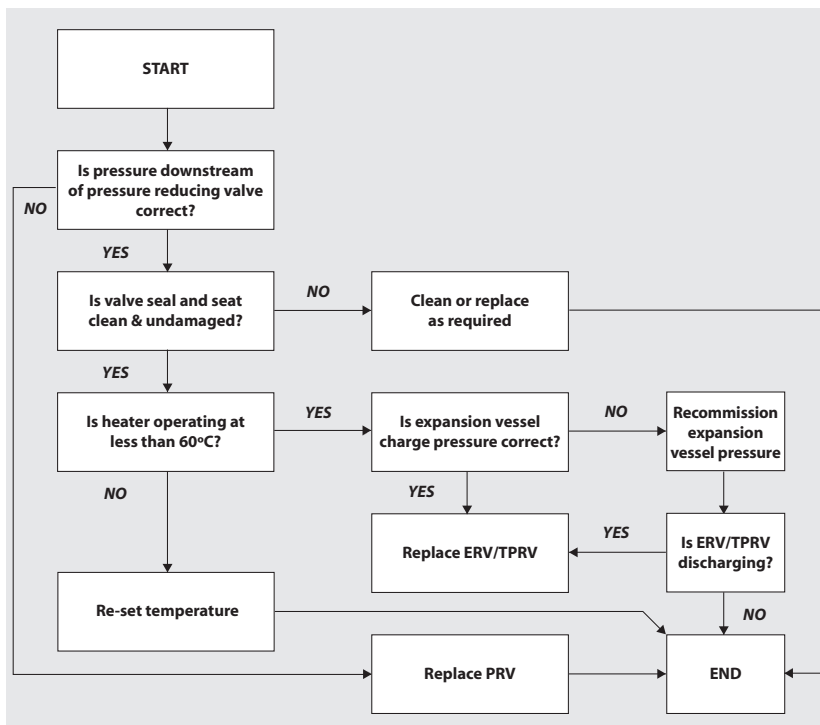 START
Is pressure downstream
of pressure reducing valve
correct?
NO
YES
Is valve seal and seat
clean & undamaged?
NO
Clean or replace
as required
YES
Is heater operating at
less than 60ºC?
YES
Is expansion vessel
charge pressure correct?
NO
Recommission
expansion
vessel pressure
NO
YES
Replace ERV/TPRV
YES
Is ERV/TPRV
discharging?
Re-set temperature
NO
Replace PRV
END